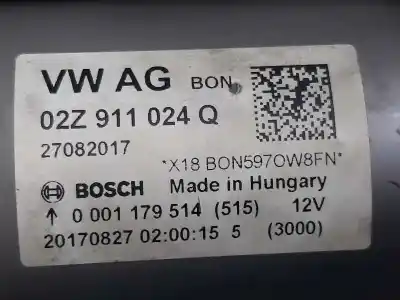 VW AG BON
02Z 911 024 Q
27082017
*X18 BON597OW8FN*
BOSCH Made in Hungary
↑ 0 001 179 514 (515) 12V
20170827 02:00:15 5 (3000)